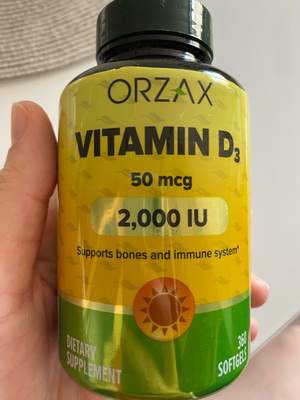 ORZAX
VITAMIN D₃
50 mcg
2,000 IU
Supports bones and immune system*
DIETARY
SUPPLEMENT
360
SOFTGELS